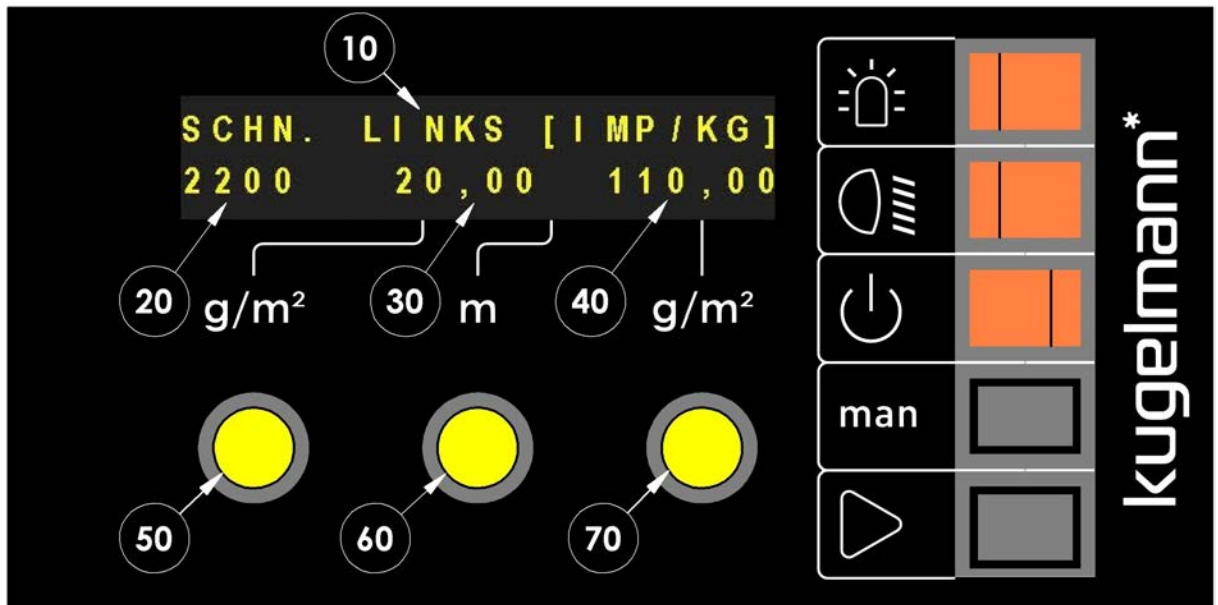 10
SCHN. LINKS [IMP/KG]
2200 20,00 110,00
20 g/m² 30 m 40 g/m²
man
50 60 70
kugelmann*